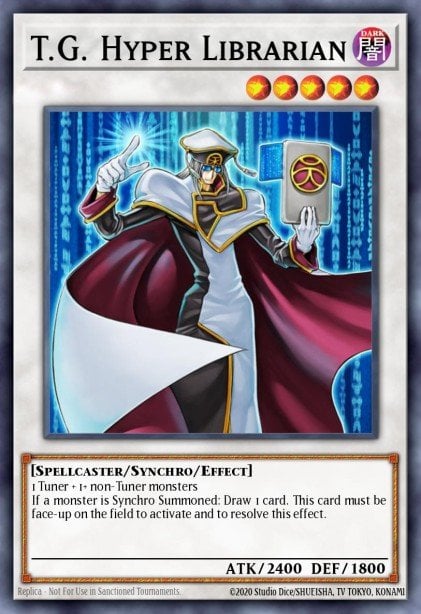 T.G. Hyper Librarian
DARK
闇
[Spellcaster/Synchro/Effect]
1 Tuner + 1+ non-Tuner monsters
If a monster is Synchro Summoned: Draw 1 card. This card must be
face-up on the field to activate and to resolve this effect.
ATK/2400 DEF/1800
Replica - Not For Use in Sanctioned Tournaments.
©2020 Studio Dice/SHUEISHA, TV TOKYO, KONAMI